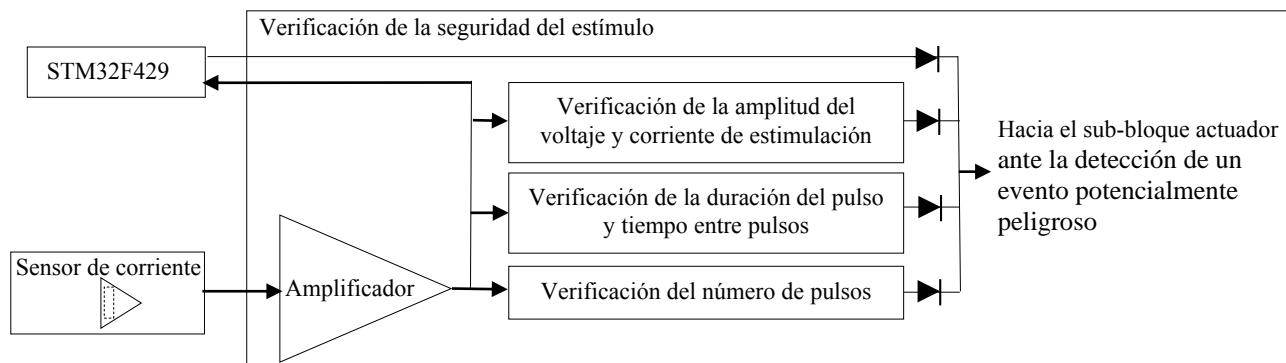 Verificación de la seguridad del estímulo
STM32F429
Verificación de la amplitud del
voltaje y corriente de estimulación
Verificación de la duración del pulso
y tiempo entre pulsos
Verificación del número de pulsos
Sensor de corriente
Amplificador
Hacia el sub-bloque actuador
ante la detección de un
evento potencialmente
peligroso